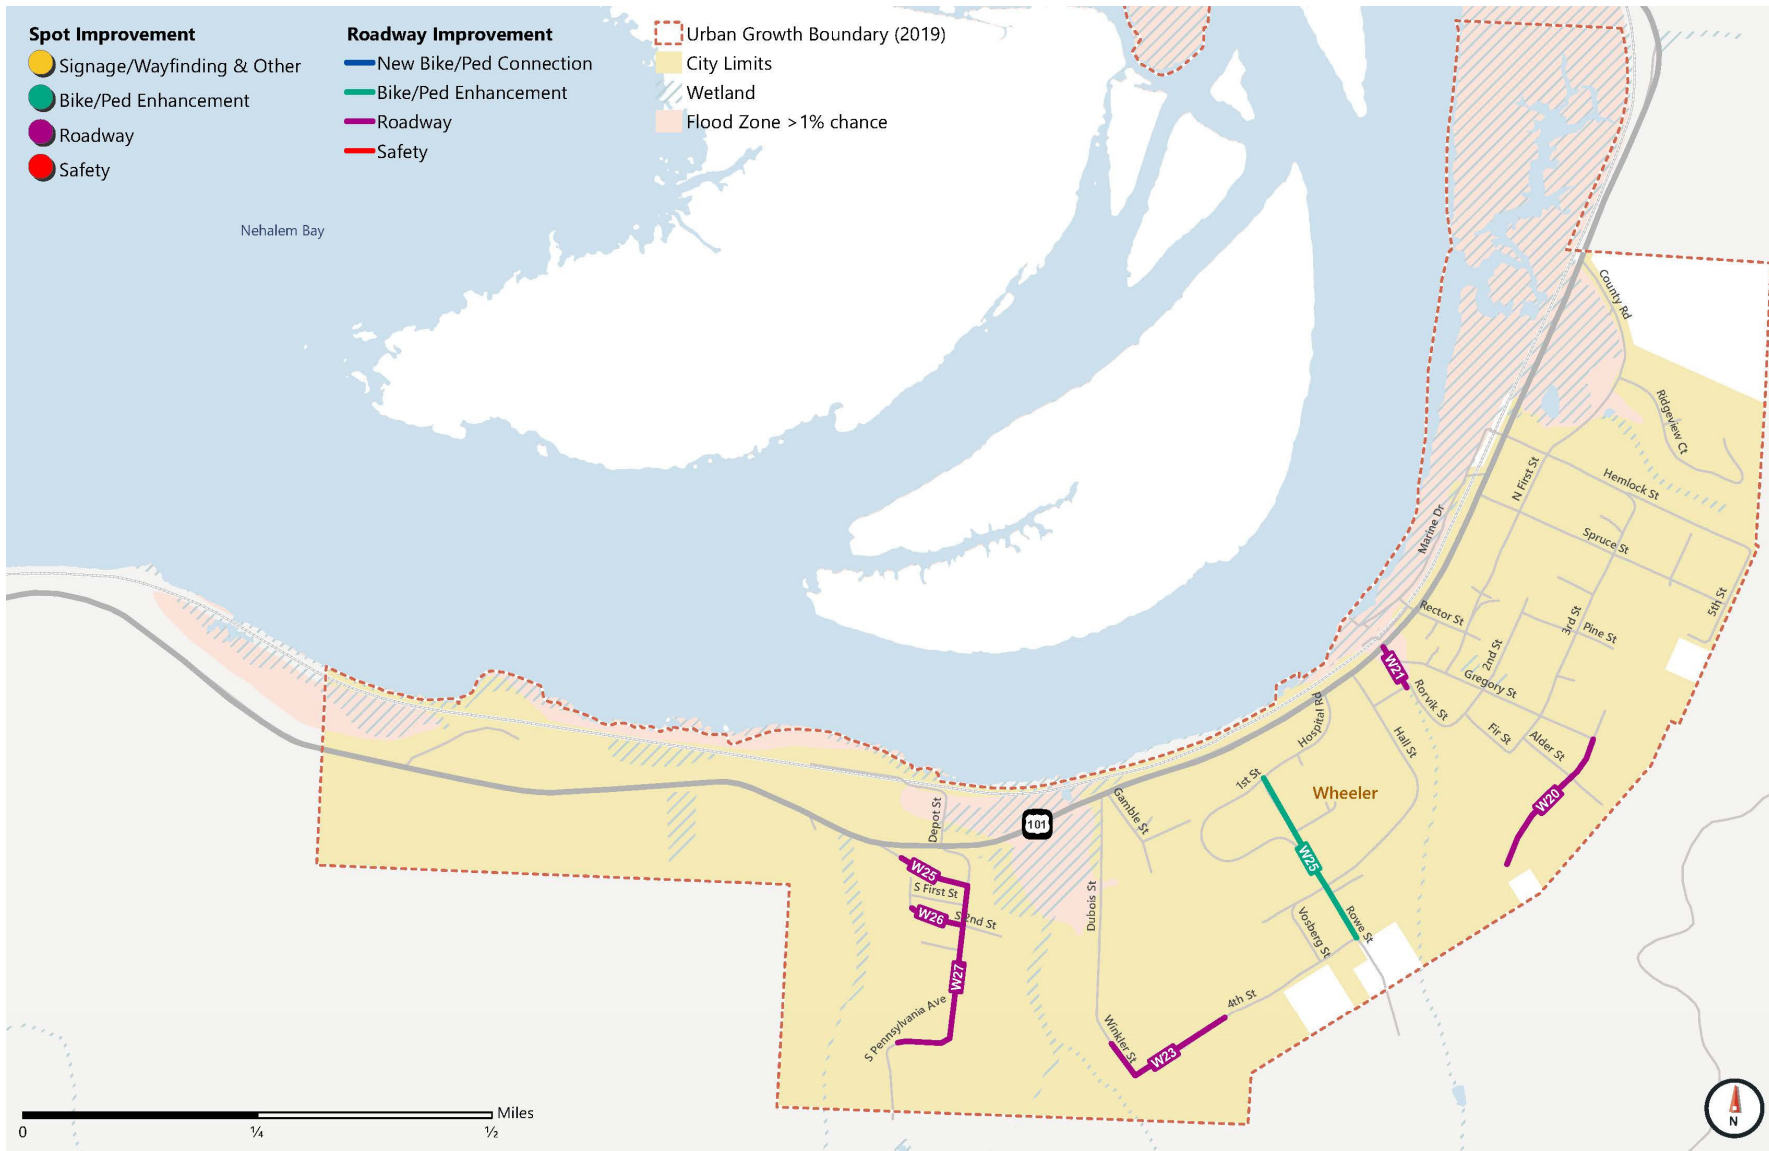 Spot Improvement
Signage/Wayfinding & Other
Bike/Ped Enhancement
Roadway
Safety
Roadway Improvement
New Bike/Ped Connection
Bike/Ped Enhancement
Roadway
Safety
Urban Growth Boundary (2019)
City Limits
Wetland
Flood Zone >1% chance
Nehalem Bay
County Rd
Ridgeview Ct
N First St
Hemlock St
Marine Dr
Spruce St
5th St
Rector St
3rd St
Pine St
2nd St
W21
Gregory St
Rorvik St
Hospital Rd
Fir St
Hall St
Alder St
1st St
Wheeler
W20
Gamble St
Depot St
101
W25
W25
S First St
Dubois St
W26
S 2nd St
Vosberg St
Rowe St
W27
4th St
S Pennsylvania Ave
Winkler St
W23
Miles
0
¼
½
N